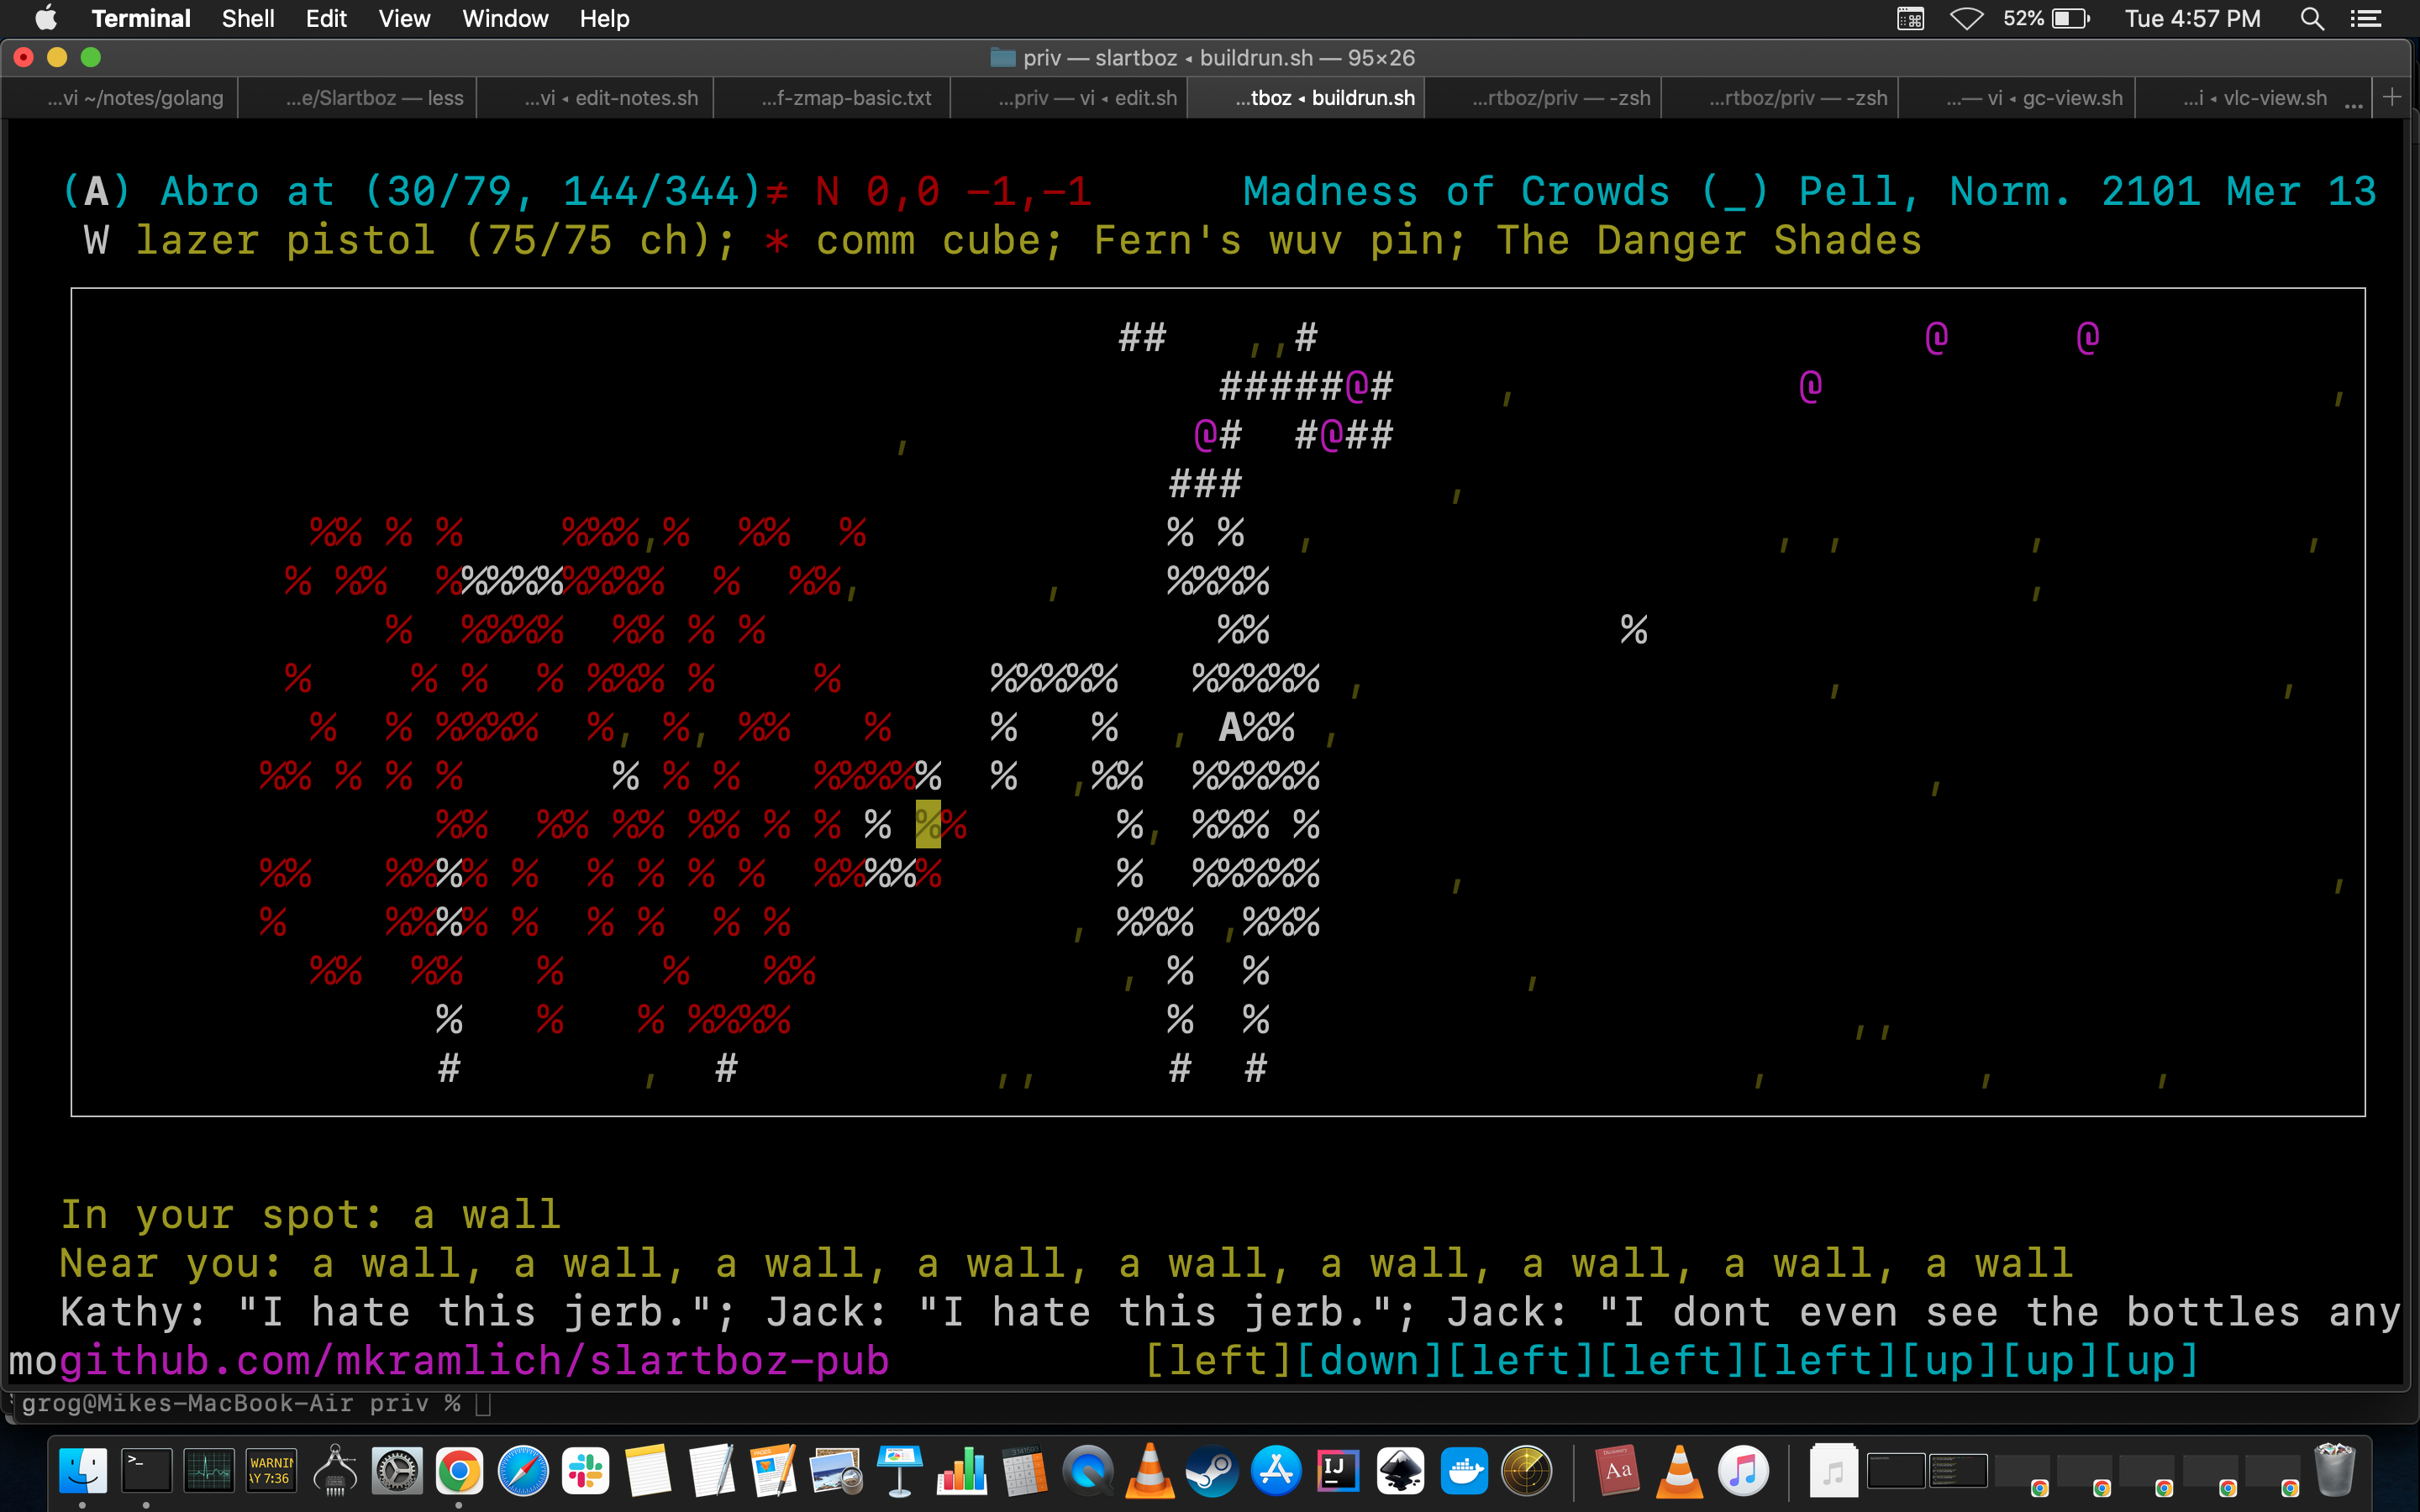 Terminal Shell Edit View Window Help 52% Tue 4:57 PM
priv — slartboz ◂ buildrun.sh — 95×26
...vi ~/notes/golang ...e/Slartboz — less ...vi ◂ edit-notes.sh ...f-zmap-basic.txt ...priv — vi ◂ edit.sh ...tboz ◂ buildrun.sh ...rtboz/priv — -zsh ...rtboz/priv — -zsh ...— vi ◂ gc-view.sh ...i ◂ vlc-view.sh ... +
(A) Abro at (30/79, 144/344)≠ N 0,0 -1,-1 Madness of Crowds (_) Pell, Norm. 2101 Mer 13
W lazer pistol (75/75 ch); * comm cube; Fern's wuv pin; The Danger Shades
## ,,# @ @
#####@# , @ ,
, @# #@##
### ,
%% % % %%%,% %% % % % , , , , ,
% %% %%%%%%%%% % %%, , %%%% ,
% %%%% %% % % %% %
% % % % %%% % % %%%%% %%%%% , , ,
% % %%%% %, %, %% % % % , A%% ,
%% % % % % % % %%%%% % ,%% %%%%% ,
%% %% %% %% % % % %% %, %%% %
%% %%%% % % % % % %%%%% % %%%%% , ,
% %%%% % % % % % , %%% ,%%%
%% %% % % %% , % % ,
% % % %%%% % % ,,
# , # ,, # # , , ,
In your spot: a wall
Near you: a wall, a wall, a wall, a wall, a wall, a wall, a wall, a wall, a wall
Kathy: "I hate this jerb."; Jack: "I hate this jerb."; Jack: "I dont even see the bottles any
mogithub.com/mkramlich/slartboz-pub [left][down][left][left][left][up][up][up]
grog@Mikes-MacBook-Air priv %
WARNIN
AY 7:36
IJ
Aa